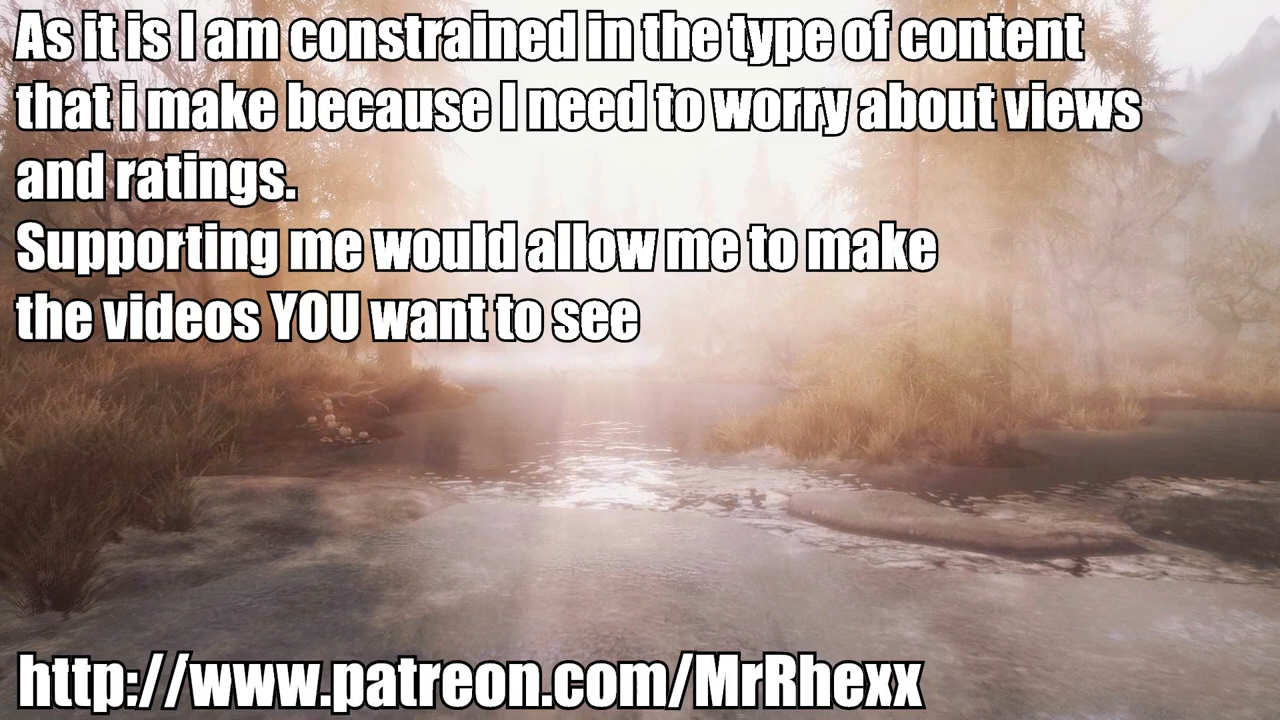 As it is I am constrained in the type of content
that i make because I need to worry about views
and ratings.
Supporting me would allow me to make
the videos YOU want to see
http://www.patreon.com/MrRhexx